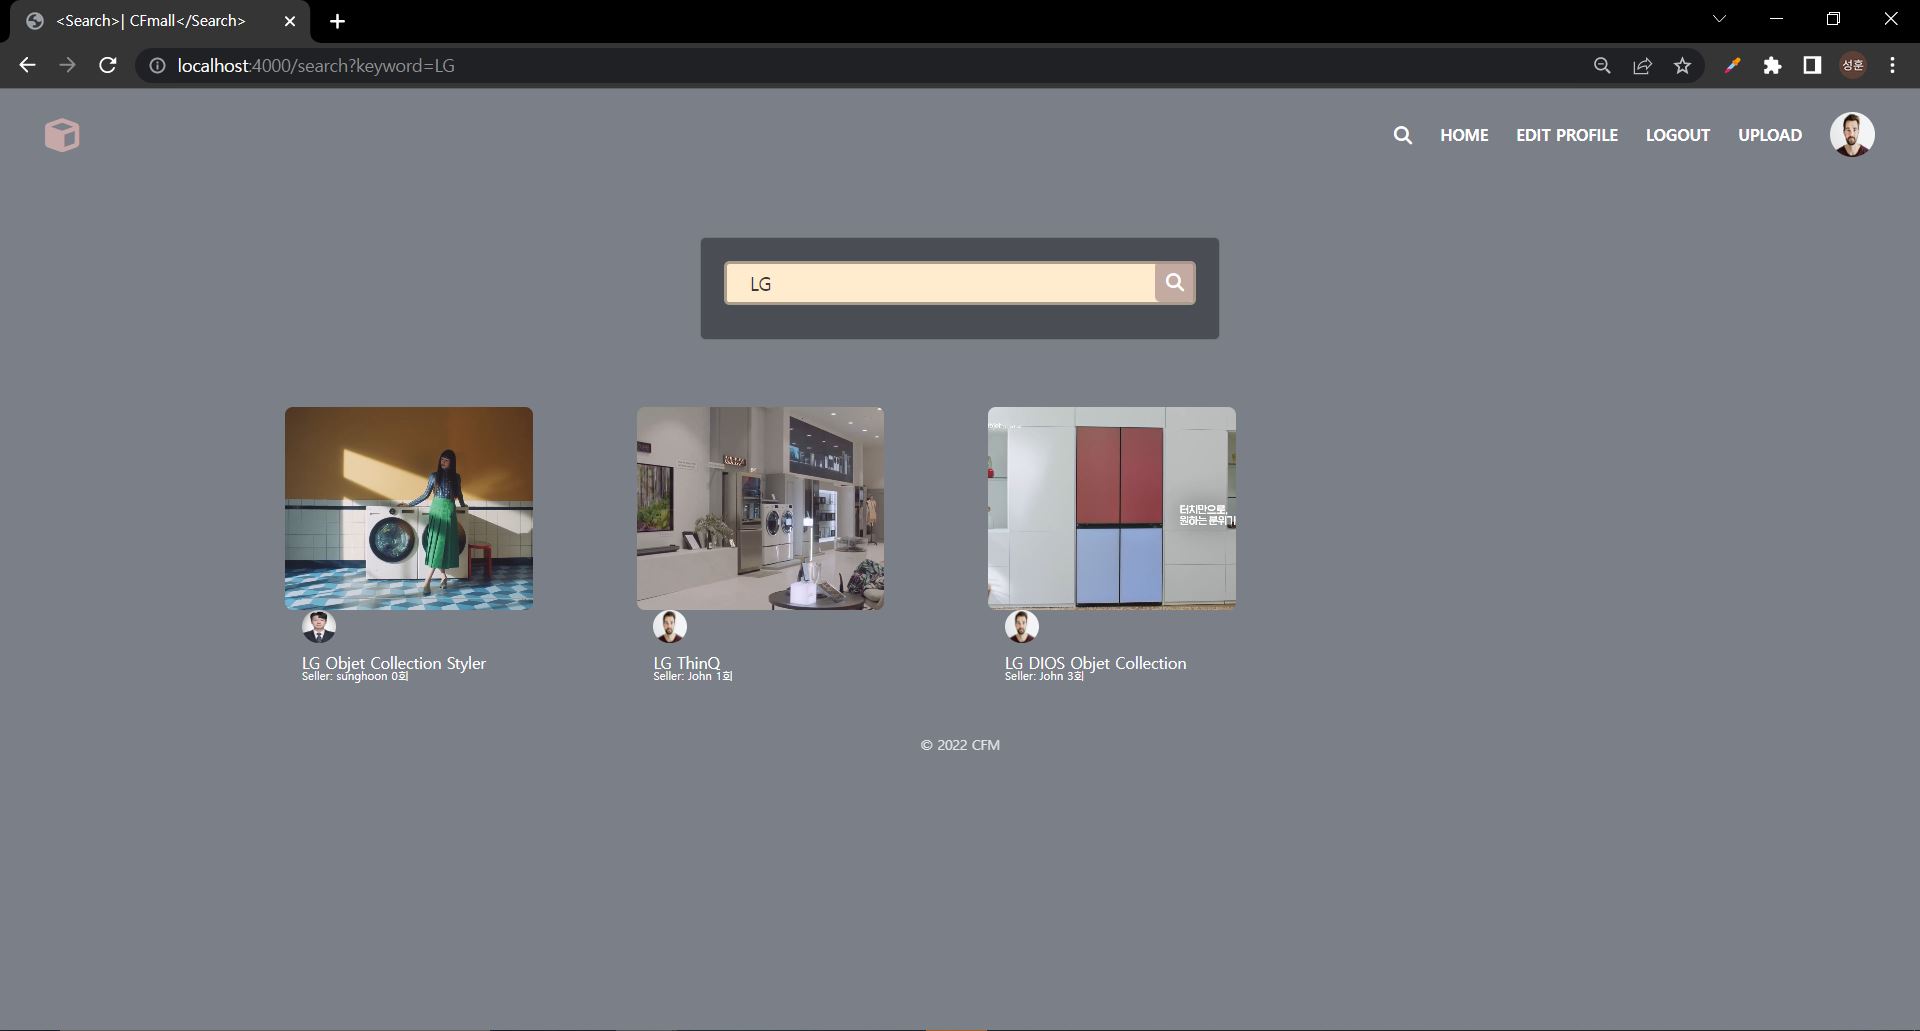 <Search>| CFmall</Search>
localhost:4000/search?keyword=LG
성훈
HOME EDIT PROFILE LOGOUT UPLOAD
LG
터치만으로,
원하는 분위기
LG Objet Collection Styler
Seller: sunghoon 0회
LG ThinQ
Seller: John 1회
LG DIOS Objet Collection
Seller: John 3회
© 2022 CFM